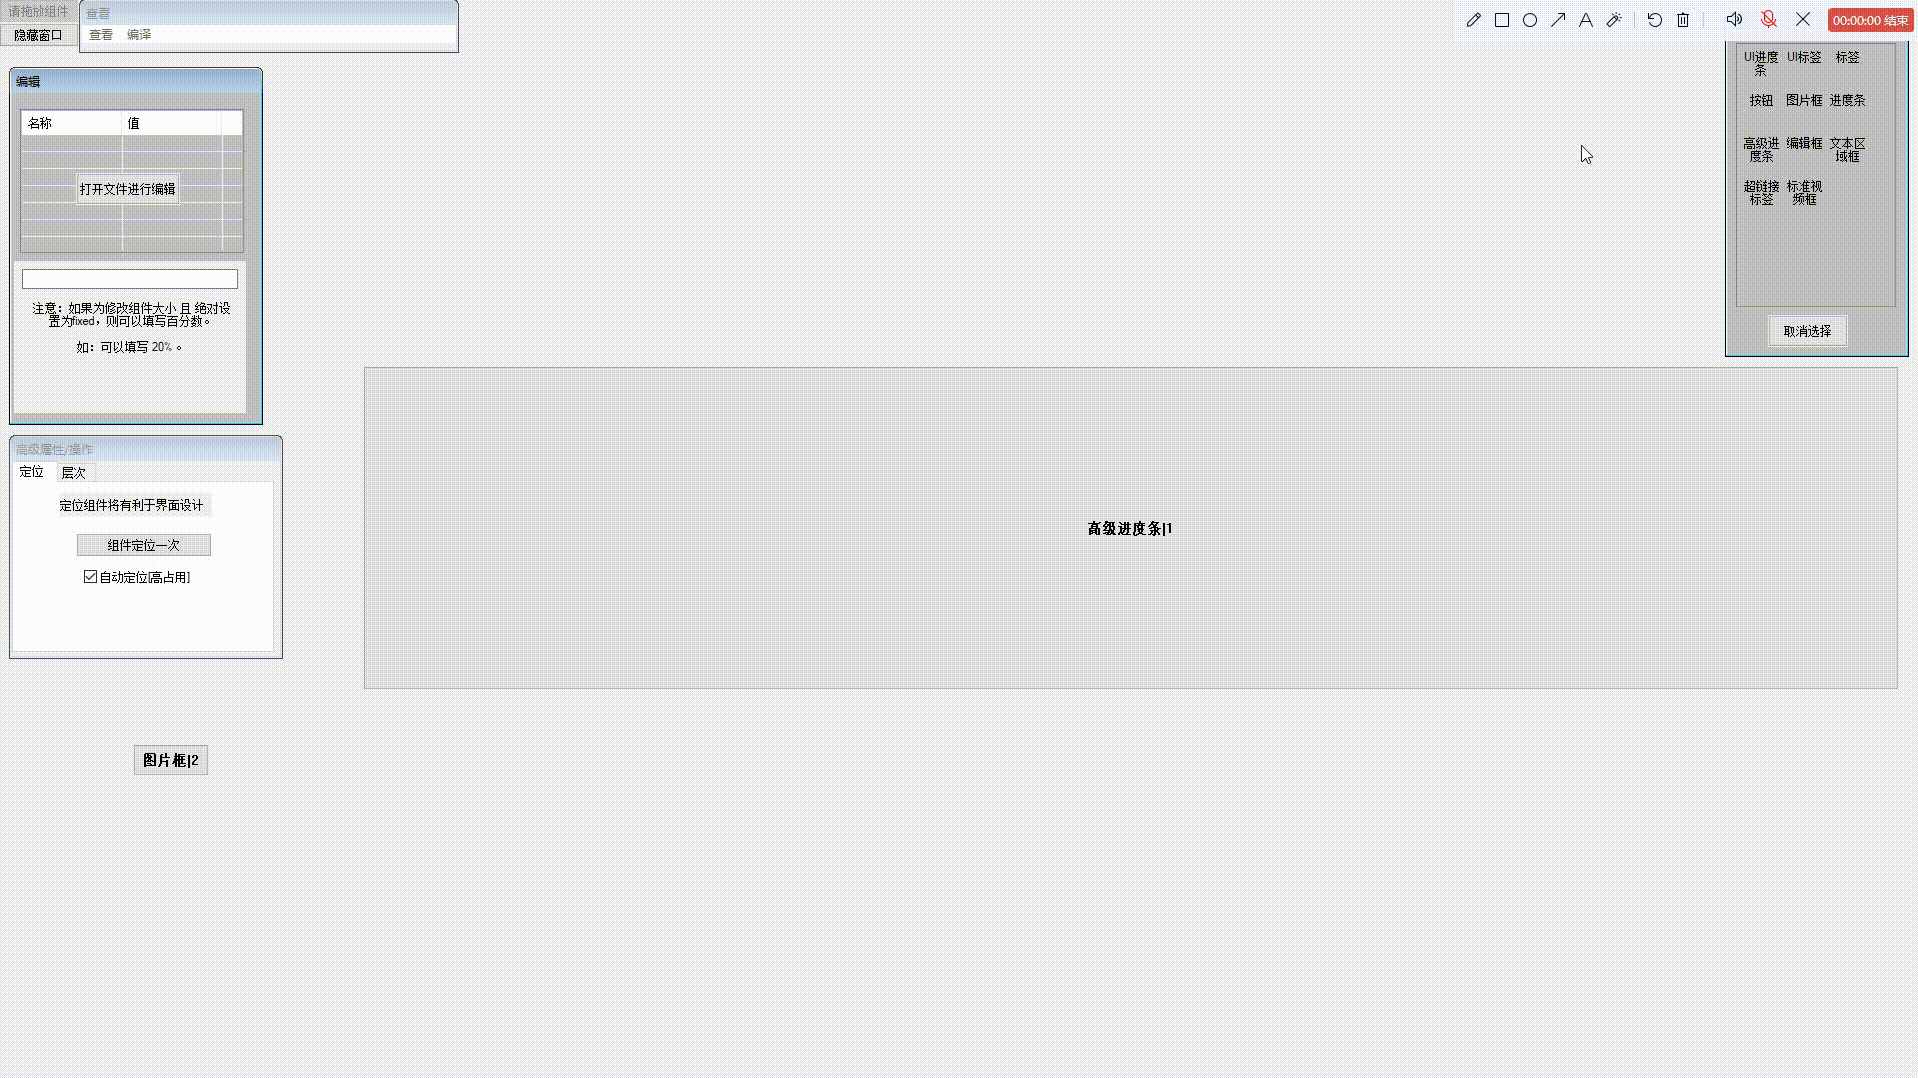 请拖放组件
隐藏窗口
查看
查看 编译
00:00:00 结束
编辑
名称 值
打开文件进行编辑
注意：如果为修改组件大小 且 绝对设
置为fixed，则可以填写百分数。
如：可以填写 20% 。
高级属性/操作
定位 层次
定位组件将有利于界面设计
组件定位一次
自动定位[高占用]
UI进度
条
UI标签
标签
按钮
图片框
进度条
高级进
度条
编辑框
文本区
域框
超链接
标签
标准视
频框
取消选择
高级进度条|1
图片框|2